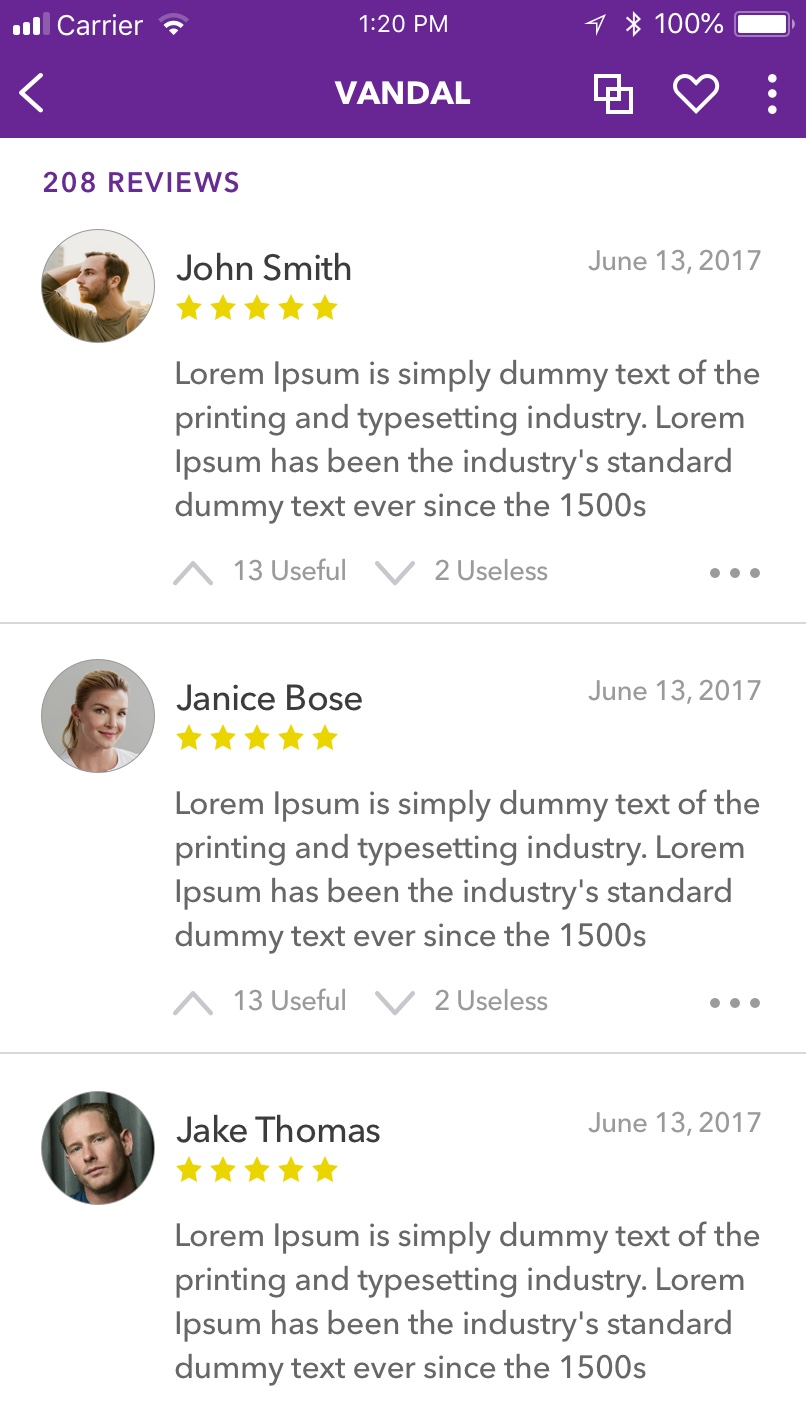 Carrier 1:20 PM 100%
VANDAL
208 REVIEWS
John Smith June 13, 2017
Lorem Ipsum is simply dummy text of the
printing and typesetting industry. Lorem
Ipsum has been the industry's standard
dummy text ever since the 1500s
13 Useful 2 Useless
Janice Bose June 13, 2017
Lorem Ipsum is simply dummy text of the
printing and typesetting industry. Lorem
Ipsum has been the industry's standard
dummy text ever since the 1500s
13 Useful 2 Useless
Jake Thomas June 13, 2017
Lorem Ipsum is simply dummy text of the
printing and typesetting industry. Lorem
Ipsum has been the industry's standard
dummy text ever since the 1500s